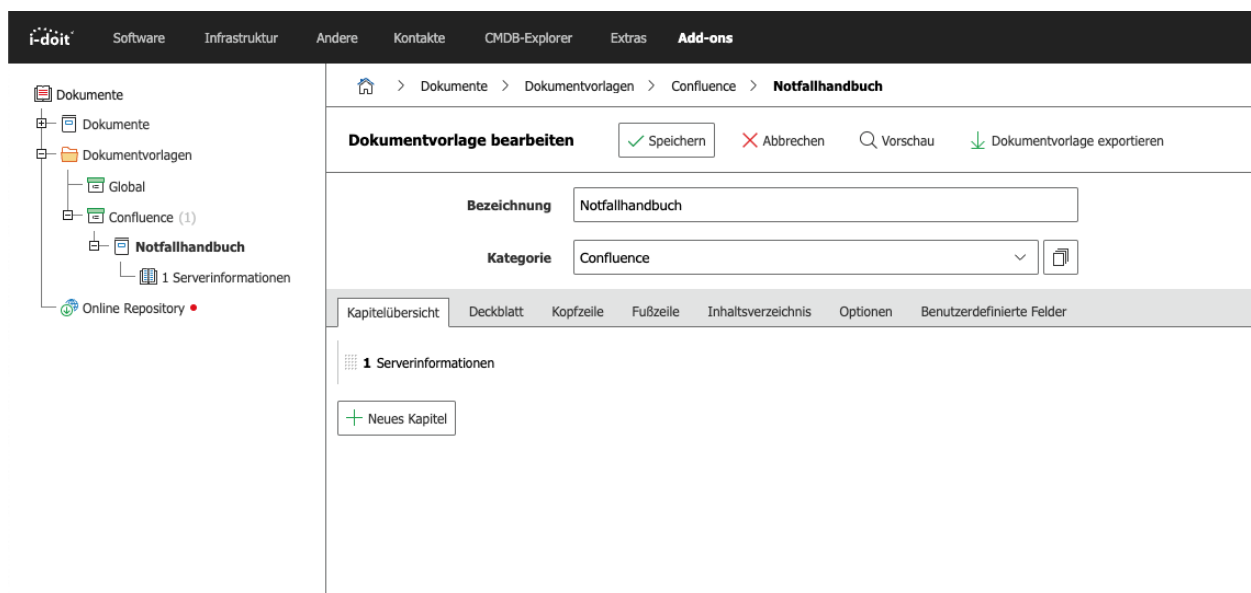 i-doit Software Infrastruktur Andere Kontakte CMDB-Explorer Extras Add-ons
Dokumente
Dokumente
Dokumentvorlagen
Global
Confluence (1)
Notfallhandbuch
1 Serverinformationen
Online Repository
> Dokumente > Dokumentvorlagen > Confluence > Notfallhandbuch
Dokumentvorlage bearbeiten Speichern Abbrechen Vorschau Dokumentvorlage exportieren
Bezeichnung Notfallhandbuch
Kategorie Confluence
Kapitelübersicht Deckblatt Kopfzeile Fußzeile Inhaltsverzeichnis Optionen Benutzerdefinierte Felder
1 Serverinformationen
Neues Kapitel